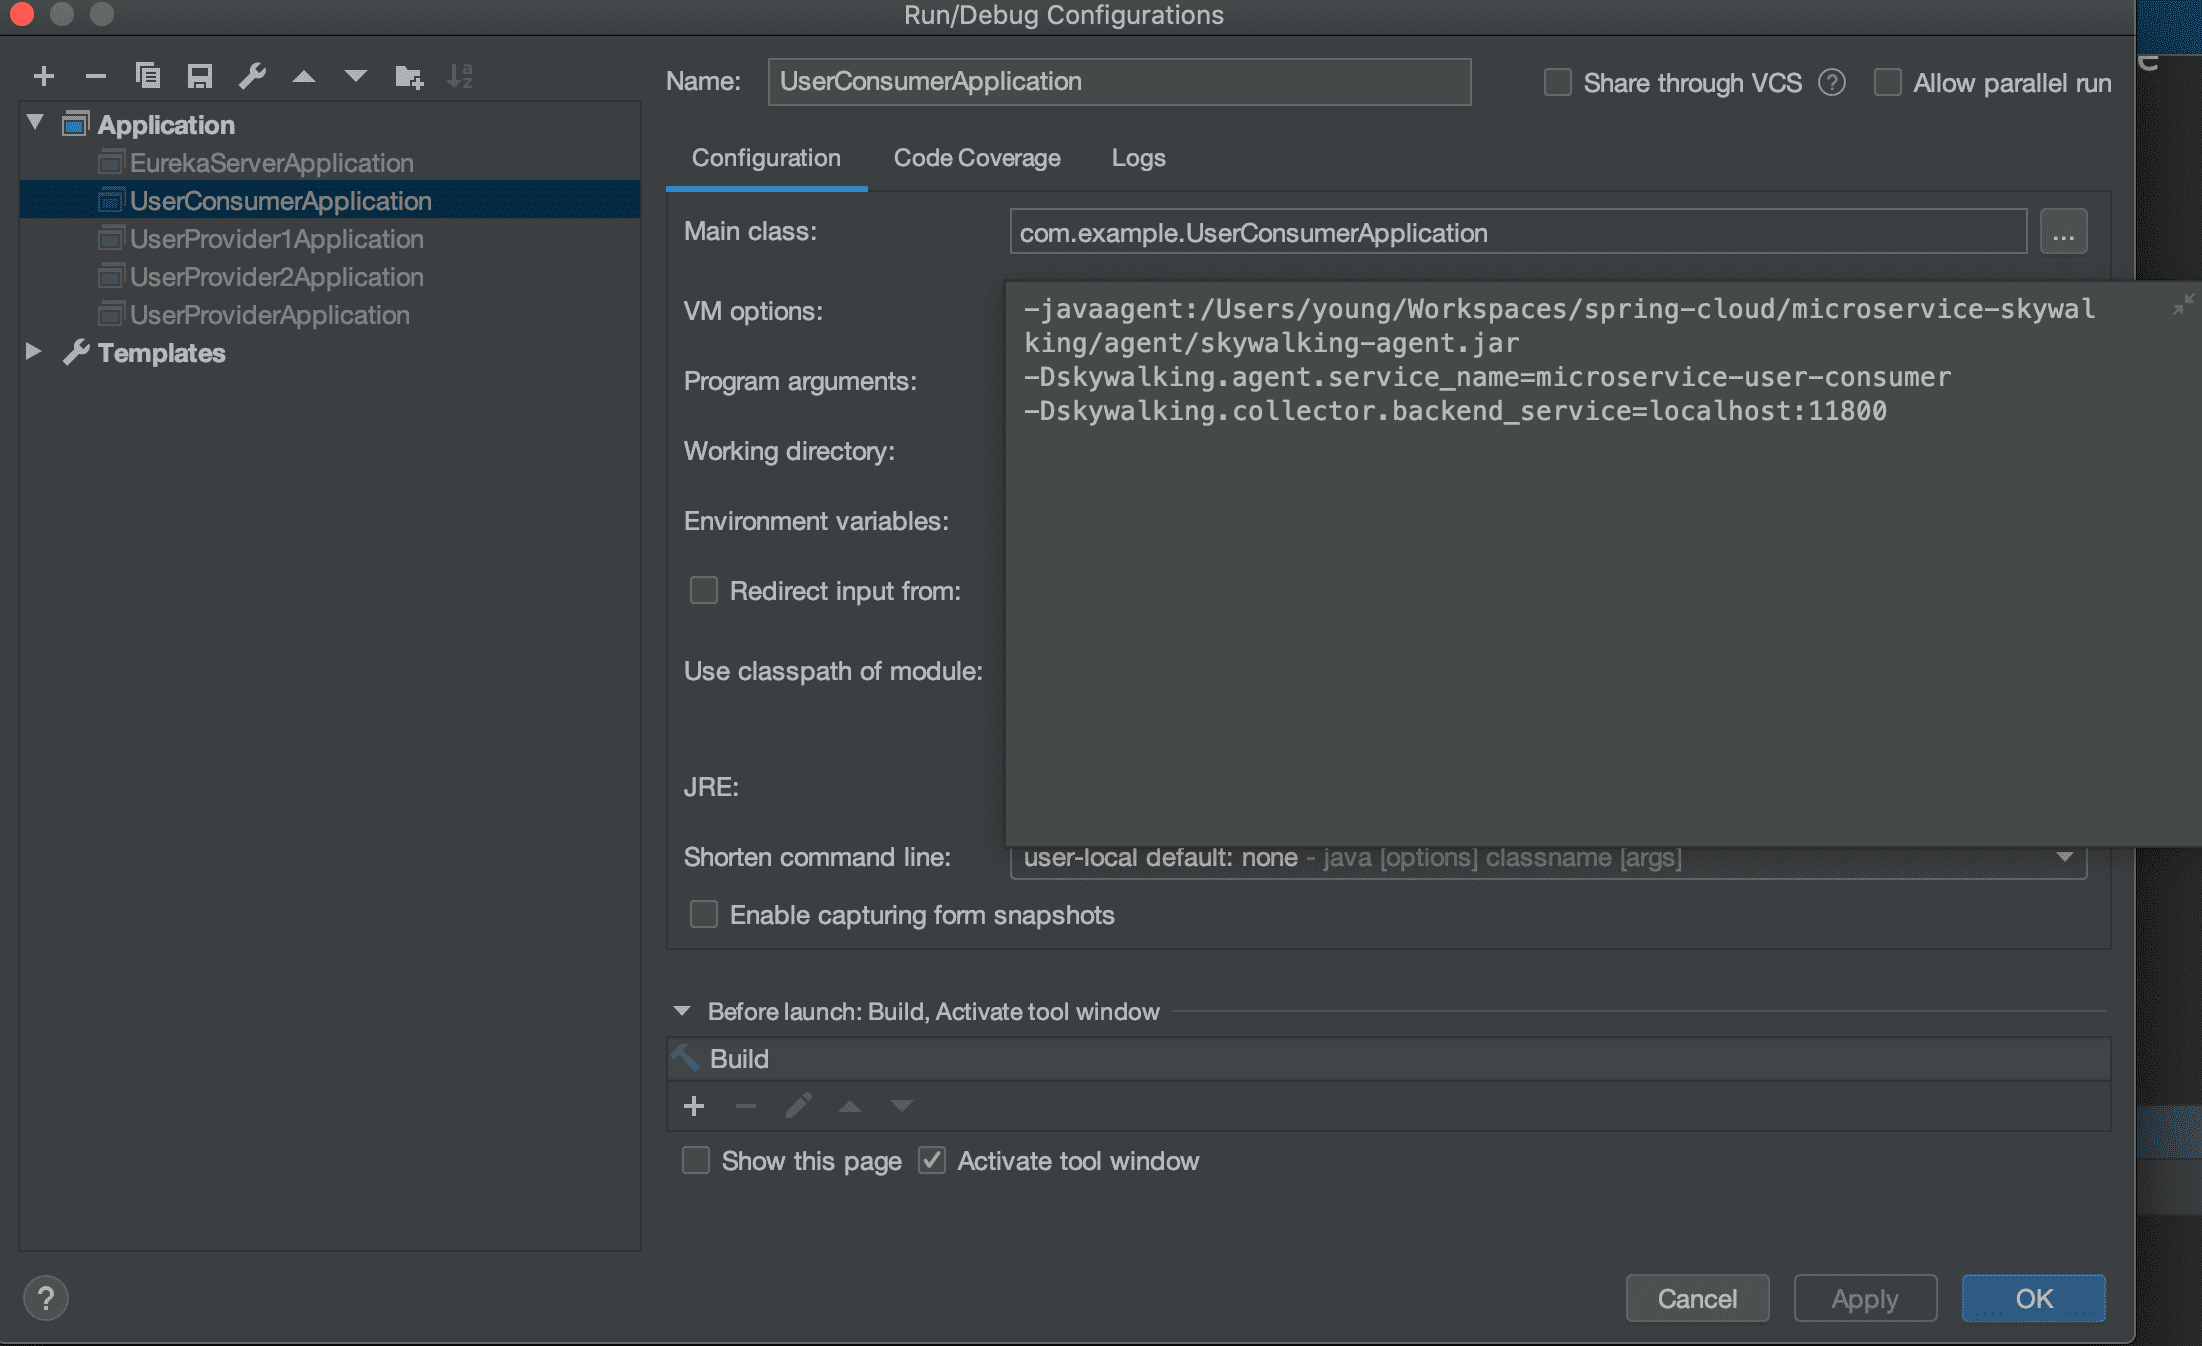 Run/Debug Configurations
Name: UserConsumerApplication Share through VCS ? Allow parallel run
Application
EurekaServerApplication
UserConsumerApplication
UserProvider1Application
UserProvider2Application
UserProviderApplication
Templates
Configuration Code Coverage Logs
Main class: com.example.UserConsumerApplication ...
VM options:
-javaagent:/Users/young/Workspaces/spring-cloud/microservice-skywal
king/agent/skywalking-agent.jar
-Dskywalking.agent.service_name=microservice-user-consumer
-Dskywalking.collector.backend_service=localhost:11800
Program arguments:
Working directory:
Environment variables:
Redirect input from:
Use classpath of module:
JRE:
Shorten command line: user-local default: none - java [options] classname [args]
Enable capturing form snapshots
Before launch: Build, Activate tool window
Build
Show this page Activate tool window
? Cancel Apply OK